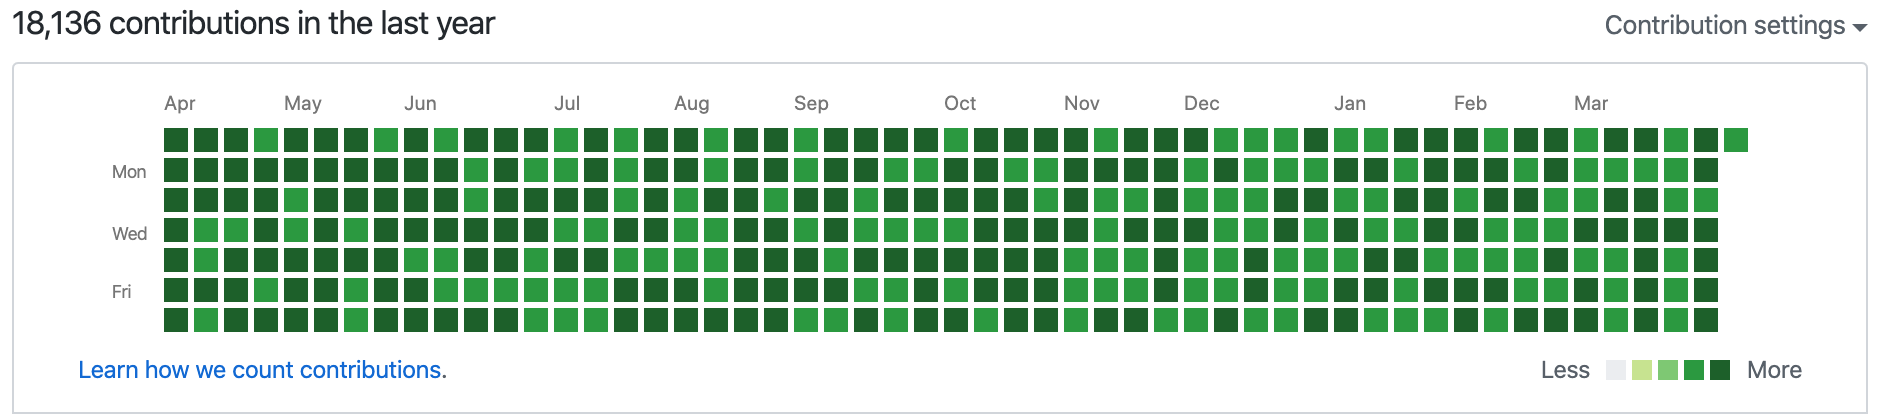 18,136 contributions in the last year
Contribution settings
Apr May Jun Jul Aug Sep Oct Nov Dec Jan Feb Mar
Mon
Wed
Fri
Learn how we count contributions.
Less More